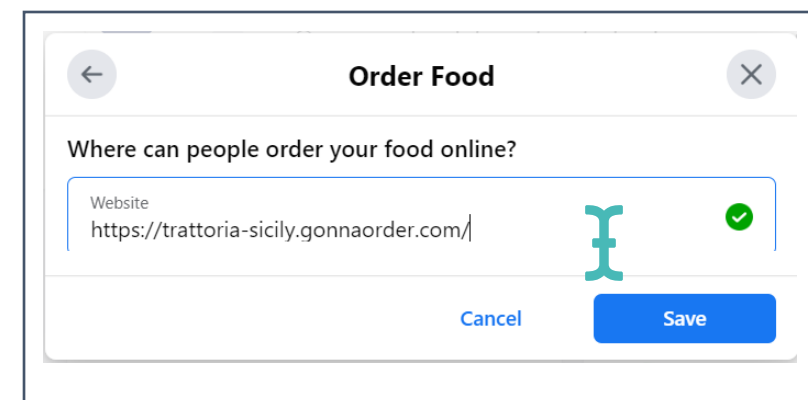 Order Food
Where can people order your food online?
Website
https://trattoria-sicily.gonnaorder.com/
Cancel
Save